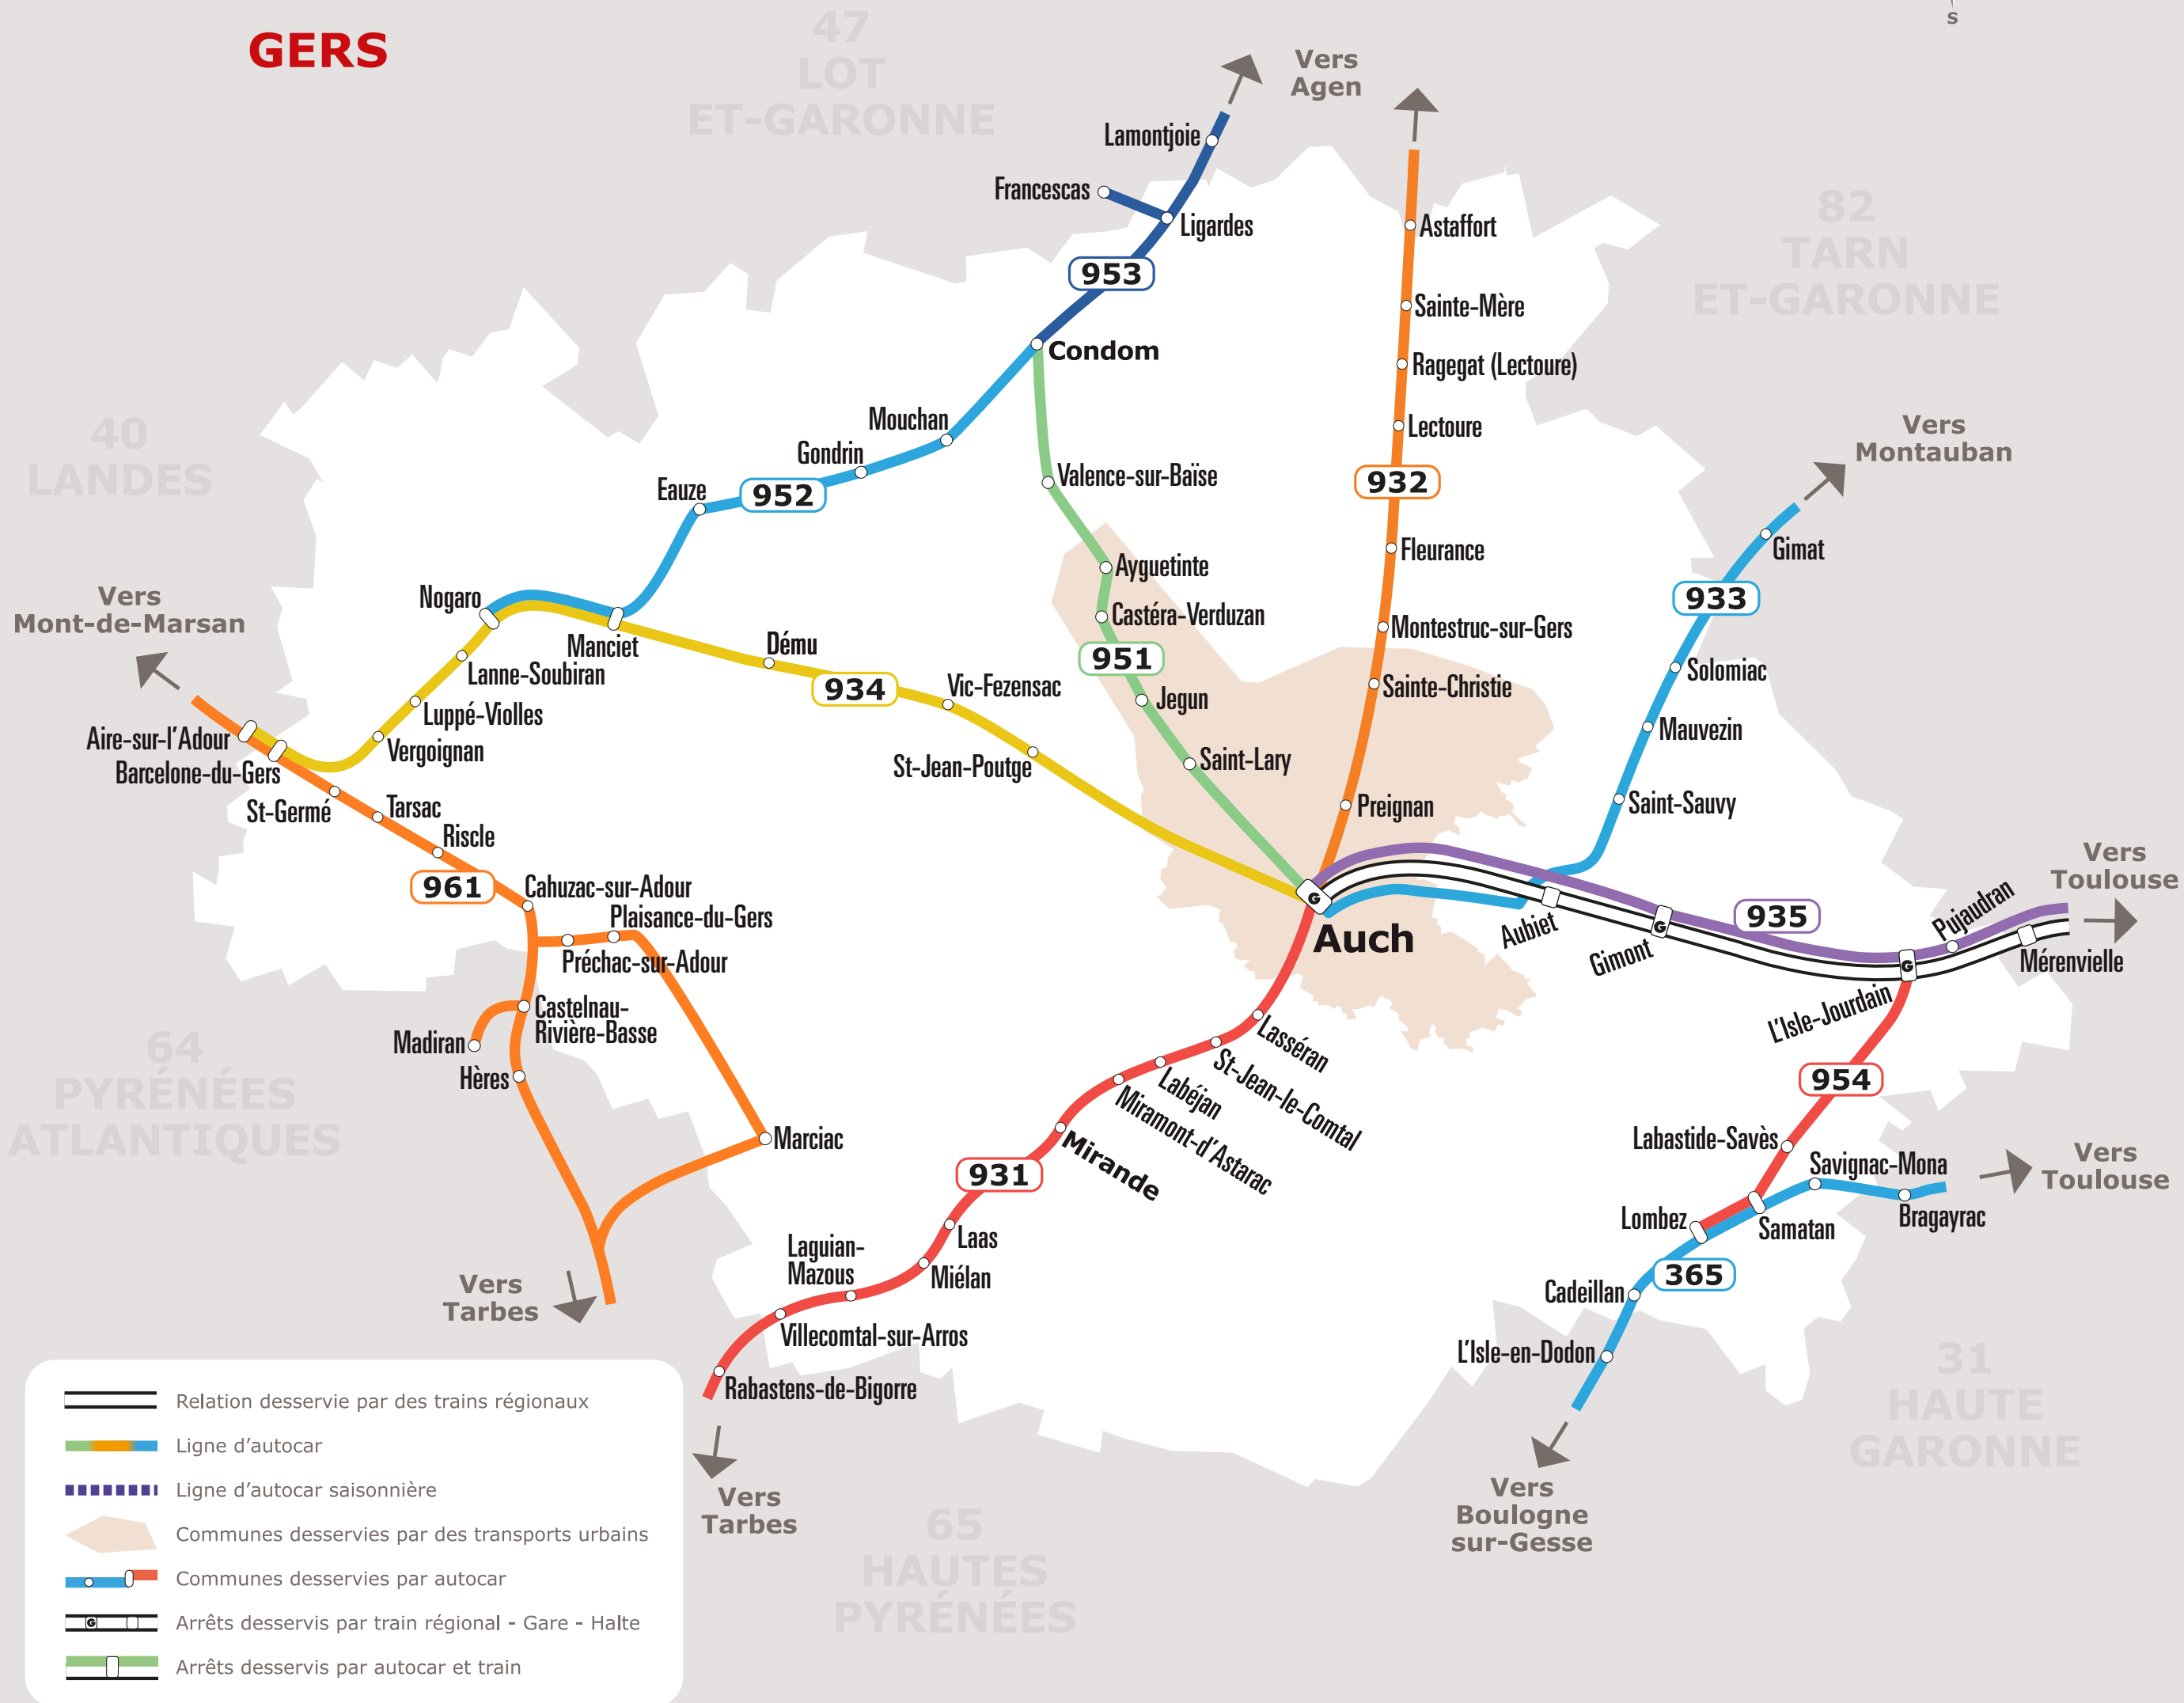 GERS
47
LOT
ET-GARONNE
s
Vers
Agen
Lamontjoie
Francescas
Ligardes
953
Astaffort
82
TARN
ET-GARONNE
Sainte-Mère
Condom
Ragegat (Lectoure)
40
LANDES
Mouchan
Lectoure
Vers
Montauban
Gondrin
Valence-sur-Baïse
932
Eauze
952
Fleurance
Gimat
Ayguetinte
933
Vers
Mont-de-Marsan
Nogaro
Castéra-Verduzan
Montestruc-sur-Gers
Manciet
Dému
951
Solomiac
Lanne-Soubiran
934
Vic-Fezensac
Sainte-Christie
Jegun
Luppé-Violles
Mauvezin
Aire-sur-l'Adour
Vergoignan
St-Jean-Poutge
Saint-Lary
Barcelone-du-Gers
St-Germé
Tarsac
Preignan
Saint-Sauvy
Riscle
961
Cahuzac-sur-Adour
Vers
Toulouse
Plaisance-du-Gers
G
Auch
Aubiet
Gimont
G
935
Pujaudran
Préchac-sur-Adour
G
Mérenvielle
L'Isle-Jourdain
Castelnau-
Rivière-Basse
Madiran
Hères
64
PYRÉNÉES
ATLANTIQUES
Lasséran
St-Jean-le-Comtal
Labéjan
Miramont-d'Astarac
Mirande
954
Marciac
931
Labastide-Savès
Savignac-Mona
Vers
Toulouse
Lombez
Samatan
Bragayrac
Laas
Laguian-
Mazous
Miélan
365
Cadeillan
Vers
Tarbes
Villecomtal-sur-Arros
L'Isle-en-Dodon
Rabastens-de-Bigorre
31
HAUTE
GARONNE
Vers
Tarbes
Vers
Boulogne
sur-Gesse
65
HAUTES
PYRÉNÉES
Relation desservie par des trains régionaux
Ligne d'autocar
Ligne d'autocar saisonnière
Communes desservies par des transports urbains
Communes desservies par autocar
G
Arrêts desservis par train régional - Gare - Halte
Arrêts desservis par autocar et train